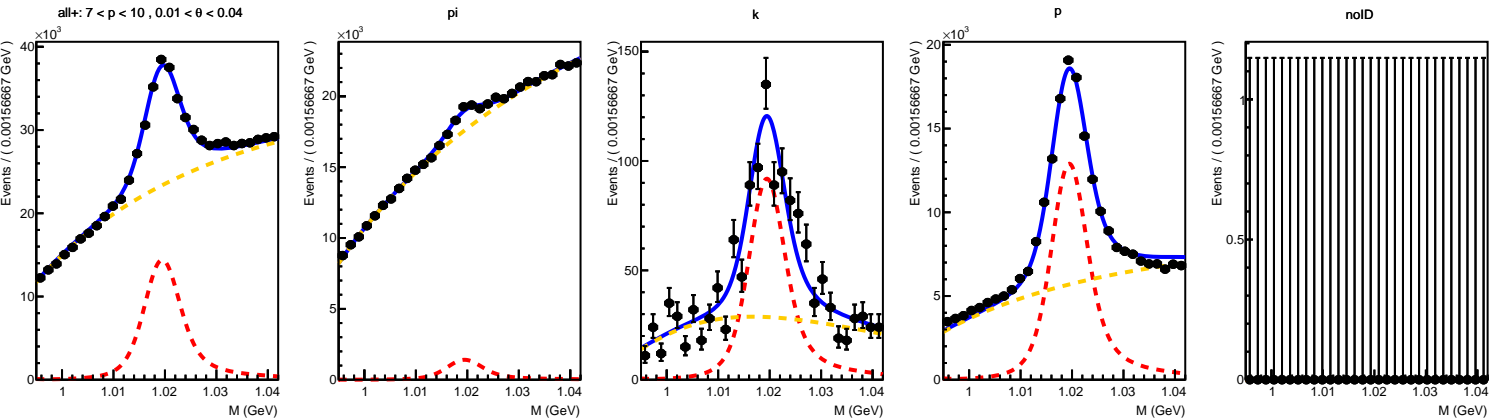 all+: 7 < p < 10 , 0.01 < θ < 0.04
×10³
Events / ( 0.00156667 GeV )
40
30
20
10
0
1 1.01 1.02 1.03 1.04
M (GeV)
pi
×10³
Events / ( 0.00156667 GeV )
20
15
10
5
0
1 1.01 1.02 1.03 1.04
M (GeV)
k
Events / ( 0.00156667 GeV )
150
100
50
0
1 1.01 1.02 1.03 1.04
M (GeV)
p
×10³
Events / ( 0.00156667 GeV )
20
15
10
5
0
1 1.01 1.02 1.03 1.04
M (GeV)
noID
Events / ( 0.00156667 GeV )
1
0.5
0
1 1.01 1.02 1.03 1.04
M (GeV)